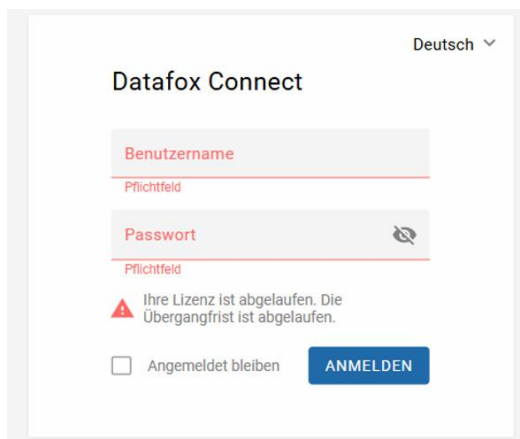 Deutsch
Datafox Connect
Benutzername
Pflichtfeld
Passwort
Pflichtfeld
Ihre Lizenz ist abgelaufen. Die
Übergangfrist ist abgelaufen.
Angemeldet bleiben
ANMELDEN